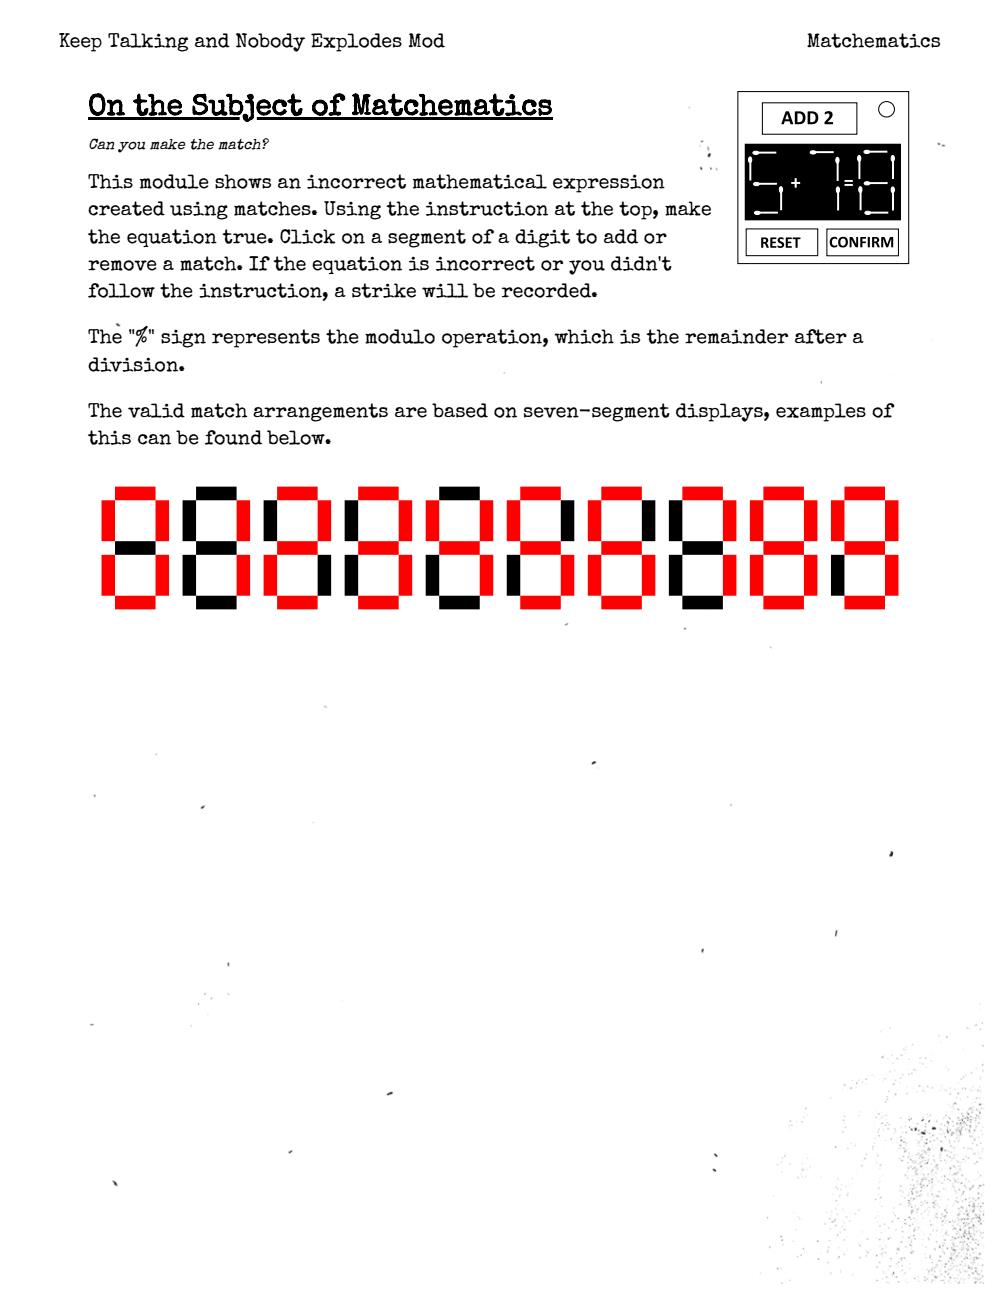 Keep Talking and Nobody Explodes Mod
Matchematics
On the Subject of Matchematics
Can you make the match?
This module shows an incorrect mathematical expression
created using matches. Using the instruction at the top, make
the equation true. Click on a segment of a digit to add or
remove a match. If the equation is incorrect or you didn't
follow the instruction, a strike will be recorded.
ADD 2
5+7=8
RESET
CONFIRM
The "%" sign represents the modulo operation, which is the remainder after a
division.
The valid match arrangements are based on seven-segment displays, examples of
this can be found below.
0123456789